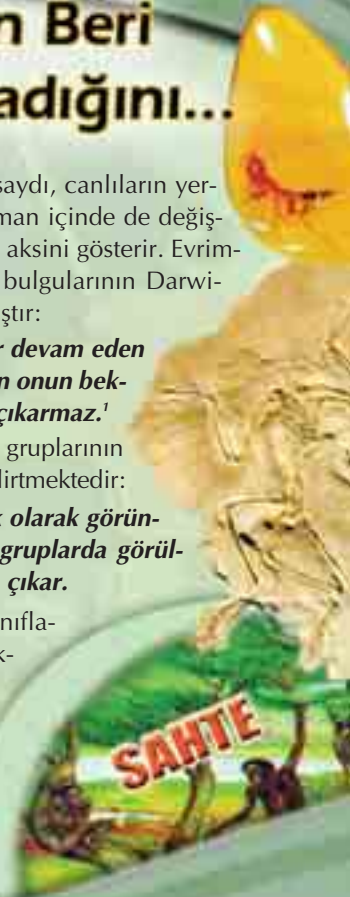 n Beri
adığını...
saydı, canlıların yer-
man içinde de değiş-
aksini gösterir. Evrim-
bulgularının Darwi-
ştır:
r devam eden
n onun bek-
çıkarmaz.¹
gruplarının
lirtmektedir:
k olarak görün-
gruplarda görül-
çıkar.
nıfla-
k-
SAHTE